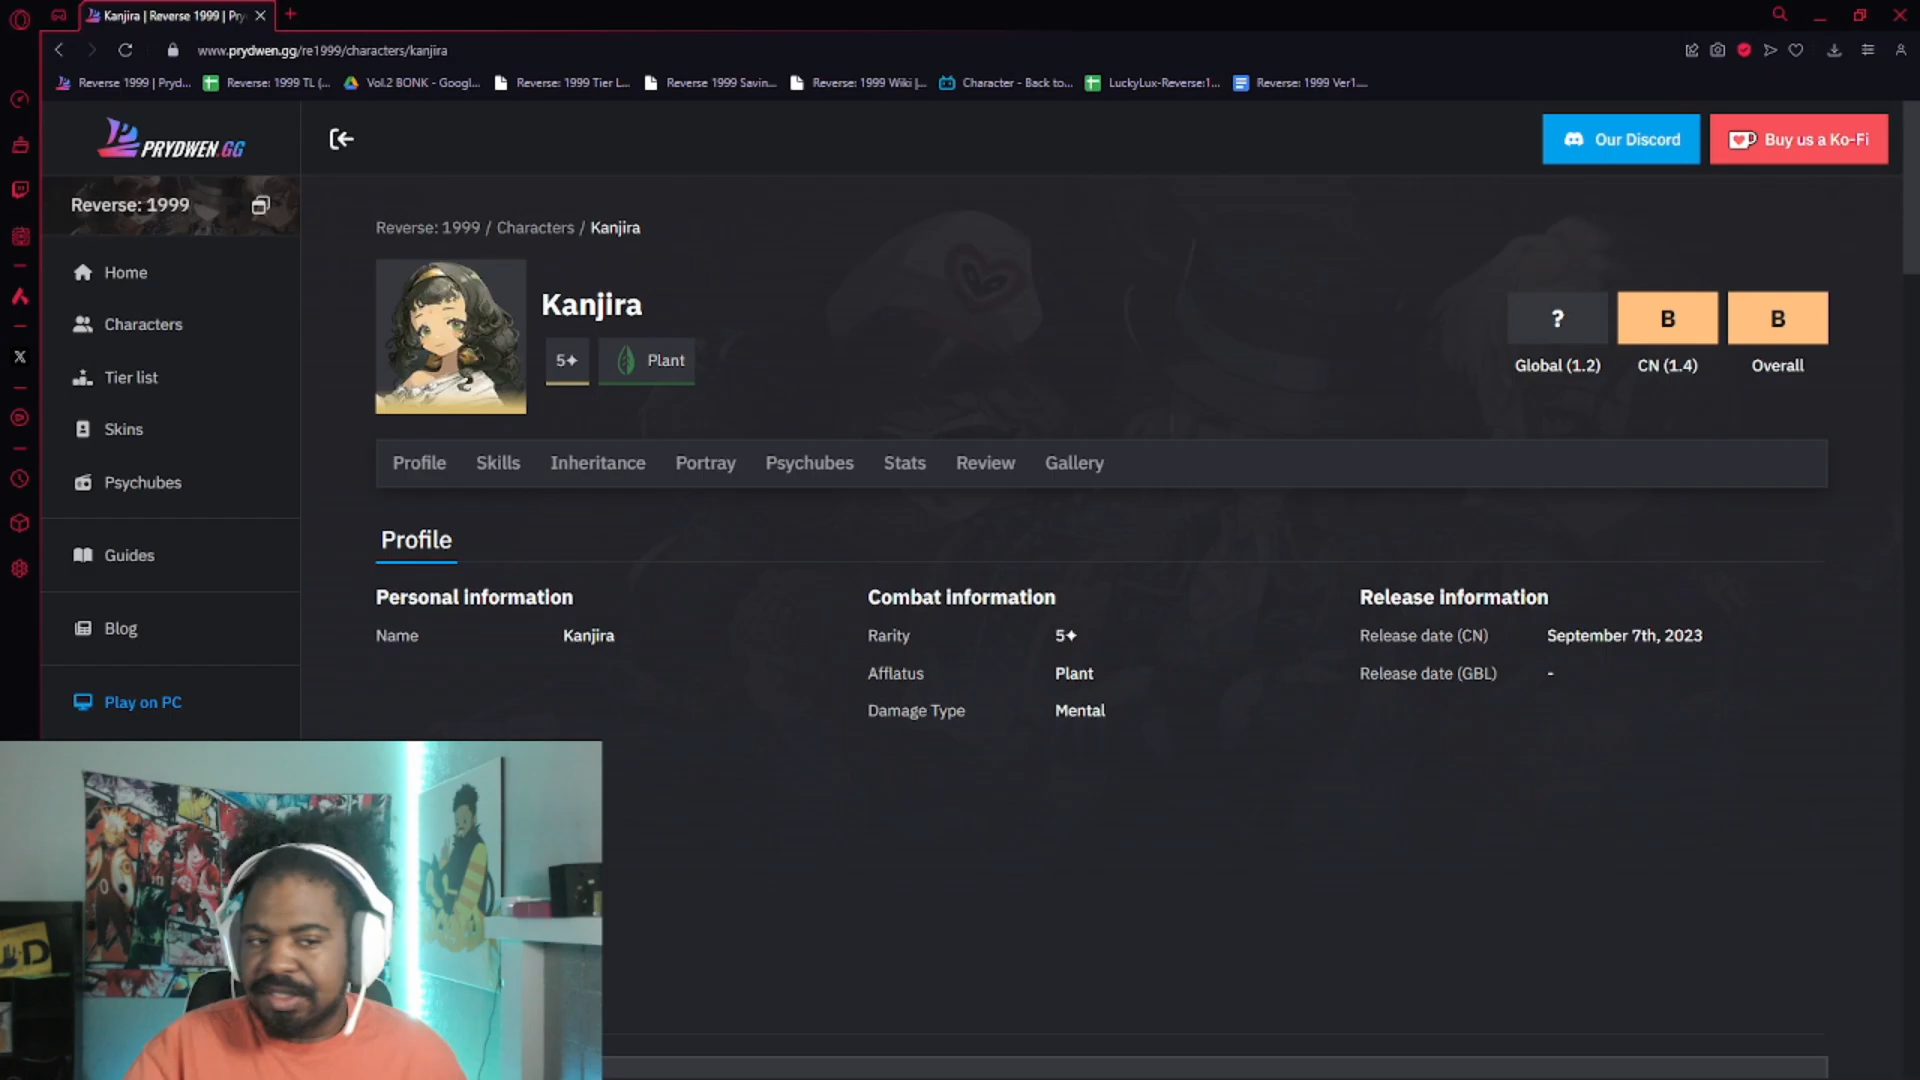 Kanjira | Reverse 1999 | Pry
www.prydwen.gg/re1999/characters/kanjira
Reverse 1999 | Pryd...
Reverse: 1999 TL (...
Vol.2 BONK - Googl...
Reverse: 1999 Tier L...
Reverse 1999 Savin...
Reverse: 1999 Wiki |...
Character - Back to...
LuckyLux-Reverse:1...
Reverse: 1999 Ver1....
PRYDWEN.GG
Our Discord
Buy us a Ko-Fi
Reverse: 1999
Home
Characters
Tier list
Skins
Psychubes
Guides
Blog
Play on PC
Reverse: 1999 / Characters / Kanjira
Kanjira
5✦
Plant
?
Global (1.2)
B
CN (1.4)
B
Overall
Profile Skills Inheritance Portray Psychubes Stats Review Gallery
Profile
Personal information
Name Kanjira
Combat information
Rarity 5✦
Afflatus Plant
Damage Type Mental
Release information
Release date (CN) September 7th, 2023
Release date (GBL) -